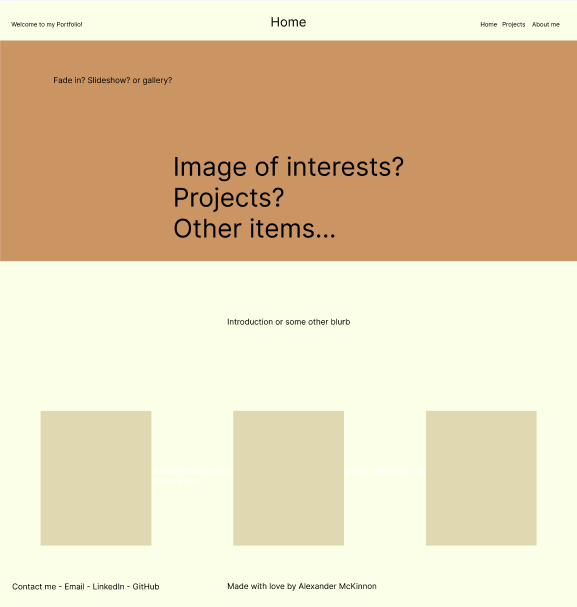 Welcome to my Portfolio!
Home
Home Projects About me
Fade in? Slideshow? or gallery?
Image of interests?
Projects?
Other items...
Introduction or some other blurb
Contact me - Email - LinkedIn - GitHub
Made with love by Alexander McKinnon